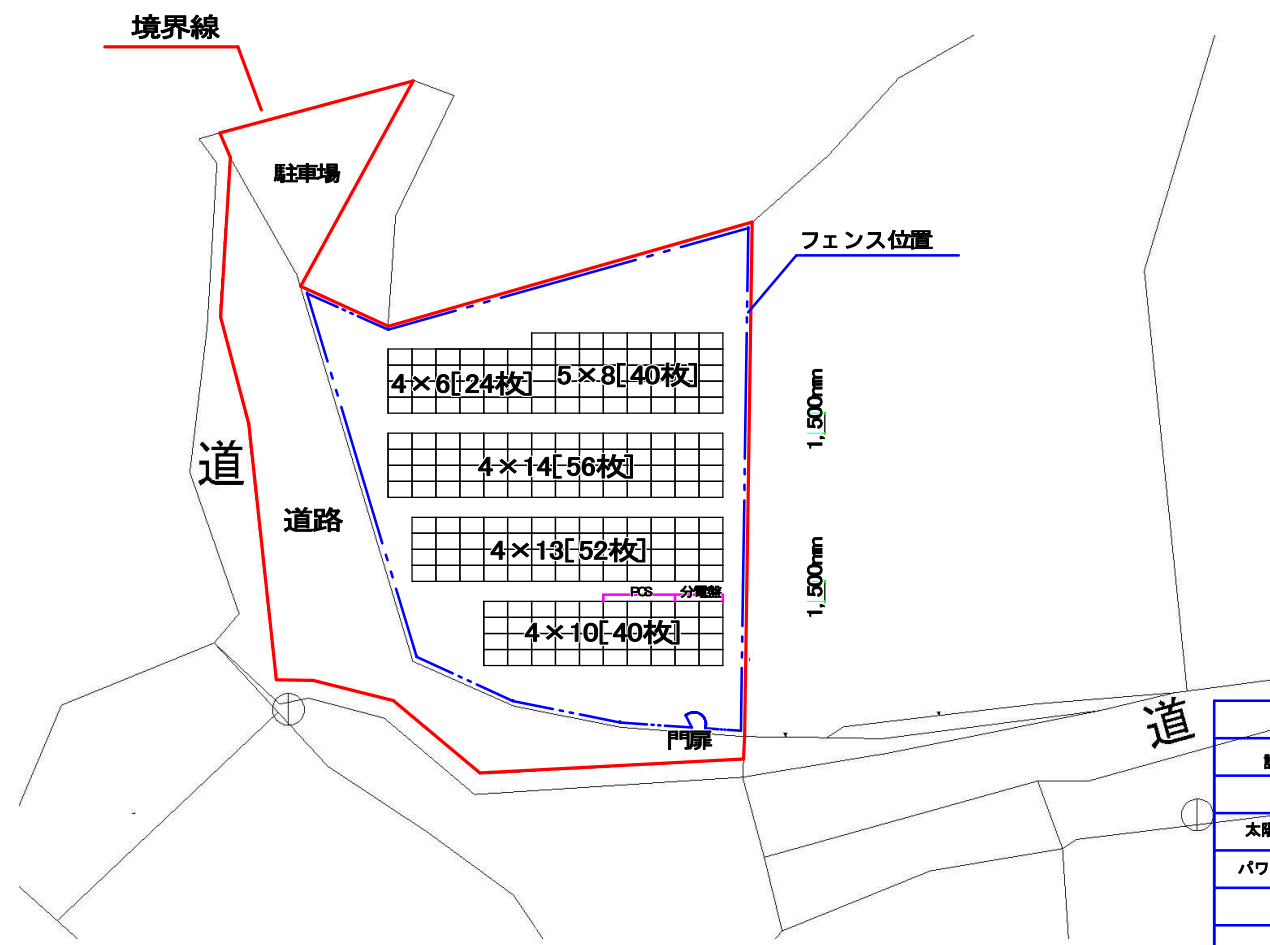 境界線
駐車場
フェンス位置
4×6[24枚]
5×8[40枚]
1,500mm
4×14[56枚]
道
道路
4×13[52枚]
1,500mm
PCS
分電盤
4×10[40枚]
門扉
道
太陽
パワ